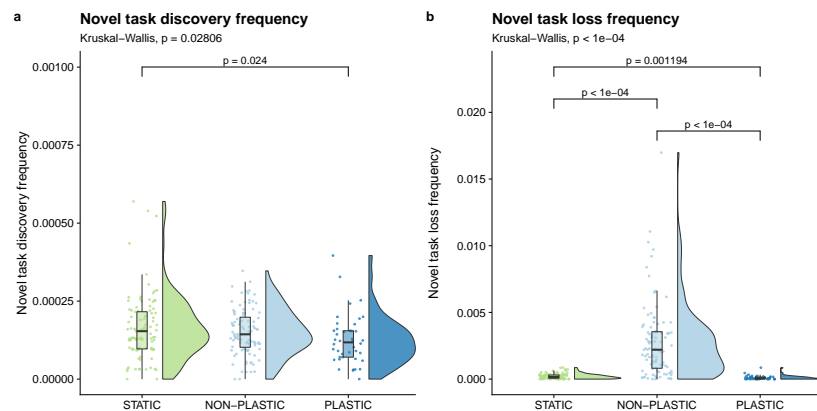 a
Novel task discovery frequency
Kruskal−Wallis, p = 0.02806
p = 0.024
Novel task discovery frequency
0.00100
0.00075
0.00050
0.00025
0.00000
STATIC NON−PLASTIC PLASTIC
b
Novel task loss frequency
Kruskal−Wallis, p < 1e−04
p = 0.001194
p < 1e−04
p < 1e−04
Novel task loss frequency
0.020
0.015
0.010
0.005
0.000
STATIC NON−PLASTIC PLASTIC